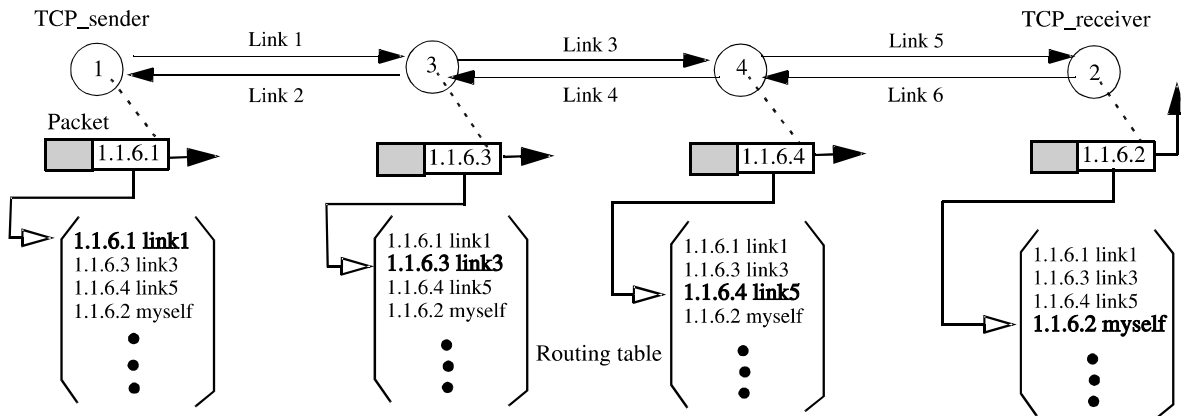 TCP_sender
TCP_receiver
Link 1
Link 3
Link 5
1
3
4
2
Link 2
Link 4
Link 6
Packet
1.1.6.1
1.1.6.3
1.1.6.4
1.1.6.2
1.1.6.1 link1
1.1.6.3 link3
1.1.6.4 link5
1.1.6.2 myself
1.1.6.1 link1
1.1.6.3 link3
1.1.6.4 link5
1.1.6.2 myself
Routing table
1.1.6.1 link1
1.1.6.3 link3
1.1.6.4 link5
1.1.6.2 myself
1.1.6.1 link1
1.1.6.3 link3
1.1.6.4 link5
1.1.6.2 myself